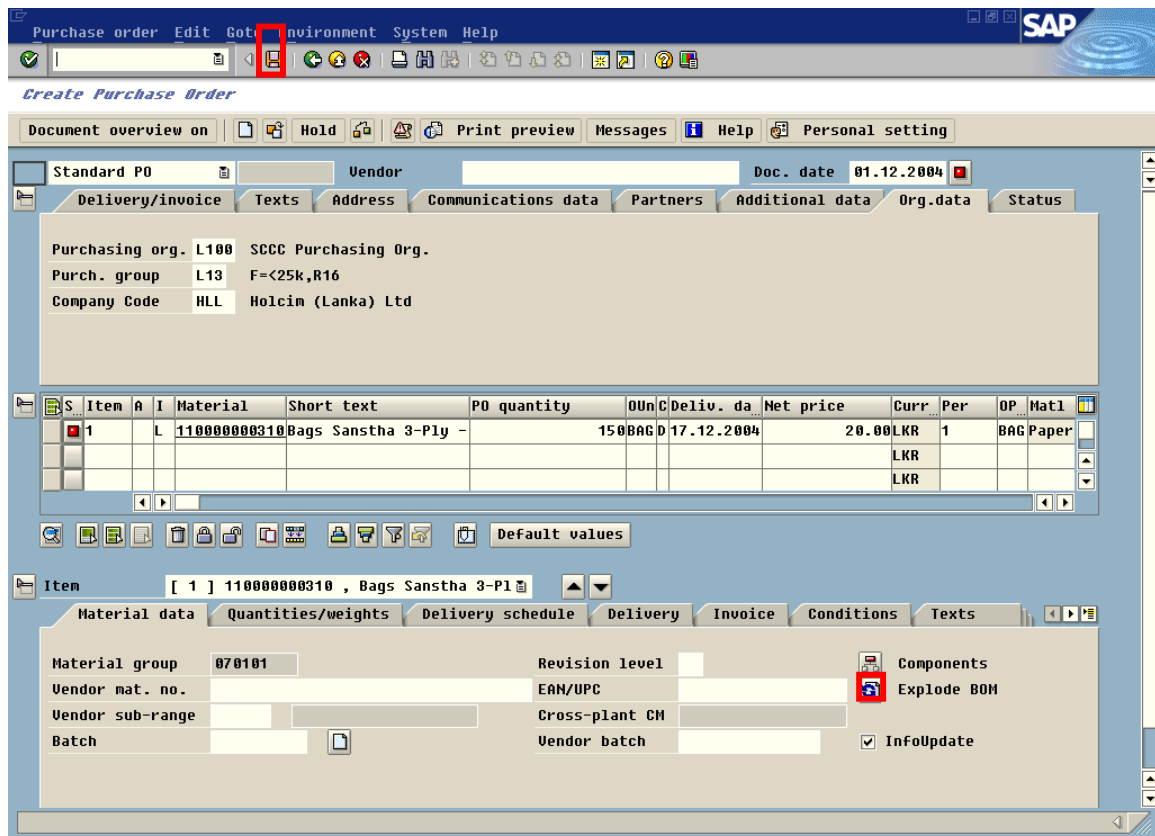 Purchase order Edit Goto Environment System Help
SAP
Create Purchase Order
Document overview on Hold Print preview Messages Help Personal setting
Standard PO Vendor Doc. date 01.12.2004
Delivery/invoice Texts Address Communications data Partners Additional data Org.data Status
Purchasing org. L100 SCCC Purchasing Org.
Purch. group L13 F=<25k,R16
Company Code HLL Holcim (Lanka) Ltd
S.. Item A I Material Short text PO quantity OUn C Deliv. da.. Net price Curr.. Per OP.. Matl
1 L 110000000310 Bags Sanstha 3-Ply - 150 BAG D 17.12.2004 20.00 LKR 1 BAG Paper
LKR
LKR
Default values
Item [ 1 ] 110000000310 , Bags Sanstha 3-Pl
Material data Quantities/weights Delivery schedule Delivery Invoice Conditions Texts
Material group 070101 Revision level Components
Vendor mat. no. EAN/UPC Explode BOM
Vendor sub-range Cross-plant CM
Batch Vendor batch InfoUpdate